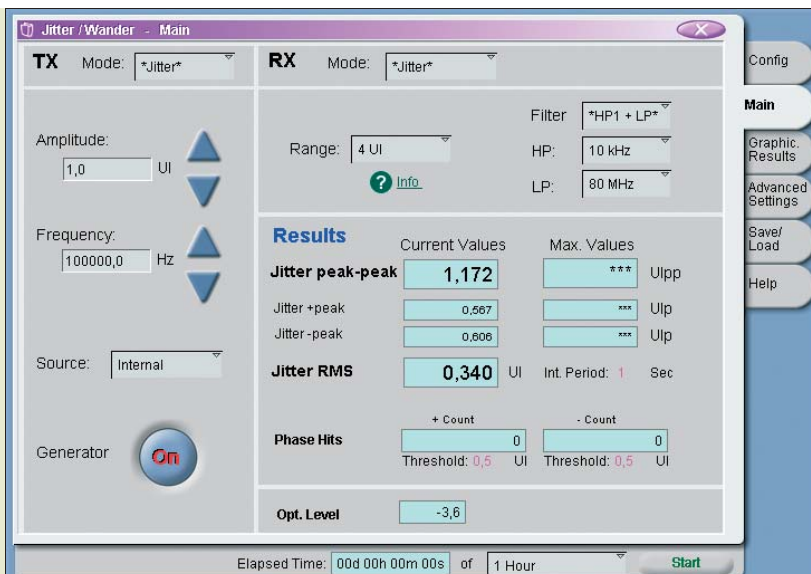 Jitter / Wander - Main
TX Mode: *Jitter*
RX Mode: *Jitter*
Amplitude:
1,0 UI
Frequency:
100000,0 Hz
Source: Internal
Generator On
Range: 4 UI
? Info
Filter *HP1 + LP*
HP: 10 kHz
LP: 80 MHz
Results
Current Values Max. Values
Jitter peak-peak 1,172 *** UIpp
Jitter +peak 0,567 *** UIp
Jitter -peak 0,606 *** UIp
Jitter RMS 0,340 UI Int. Period: 1 Sec
+ Count - Count
Phase Hits 0 0
Threshold: 0,5 UI Threshold: 0,5 UI
Opt. Level -3,6
Elapsed Time: 00d 00h 00m 00s of 1 Hour Start
Config
Main
Graphic.
Results
Advanced
Settings
Save/
Load
Help